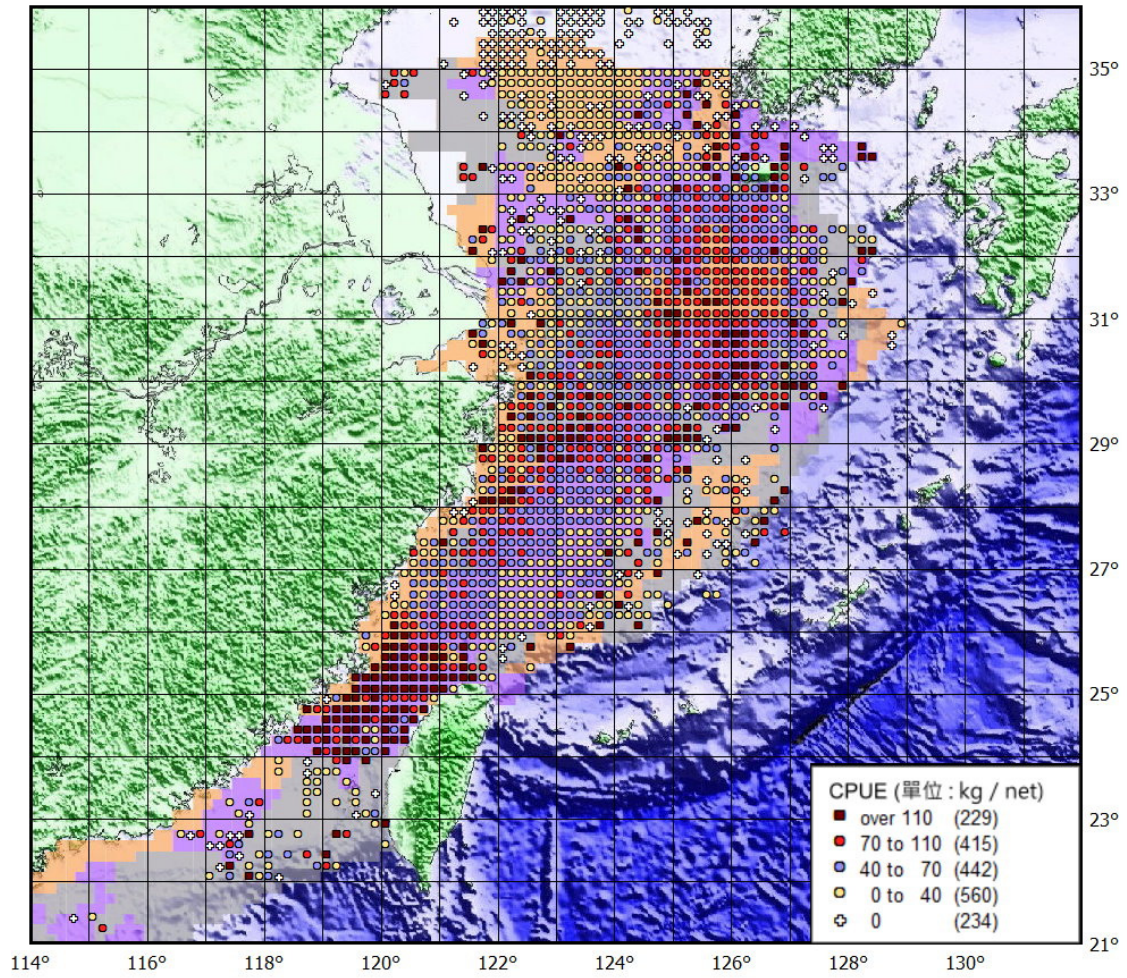 35°
33°
31°
29°
27°
25°
CPUE (單位 : kg / net)
over 110 (229)
70 to 110 (415)
40 to 70 (442)
0 to 40 (560)
0 (234)
23°
21°
114° 116° 118° 120° 122° 124° 126° 128° 130°